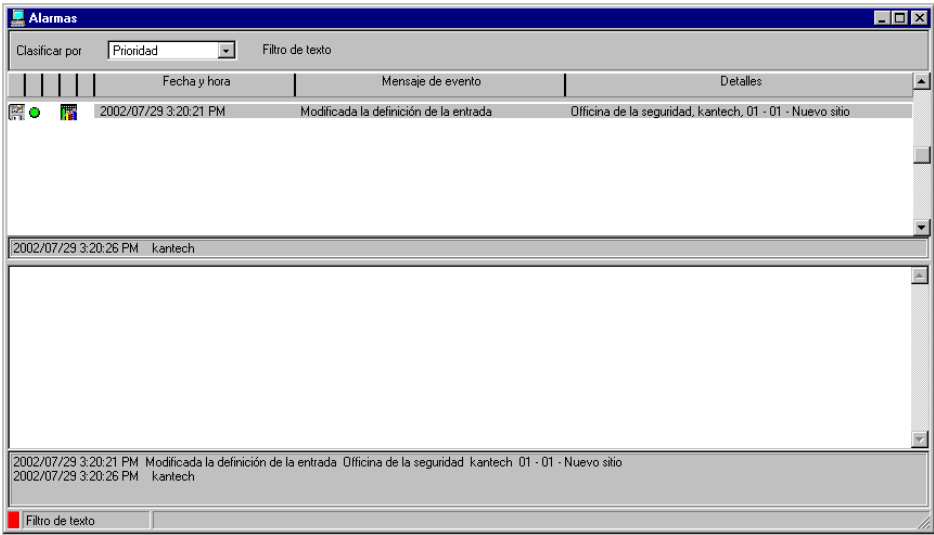 Alarmas
Clasificar por Prioridad Filtro de texto
Fecha y hora Mensaje de evento Detalles
2002/07/29 3:20:21 PM Modificada la definición de la entrada Officina de la seguridad, kantech, 01 - 01 - Nuevo sitio
2002/07/29 3:20:26 PM kantech
2002/07/29 3:20:21 PM Modificada la definición de la entrada Officina de la seguridad kantech 01 - 01 - Nuevo sitio
2002/07/29 3:20:26 PM kantech
Filtro de texto